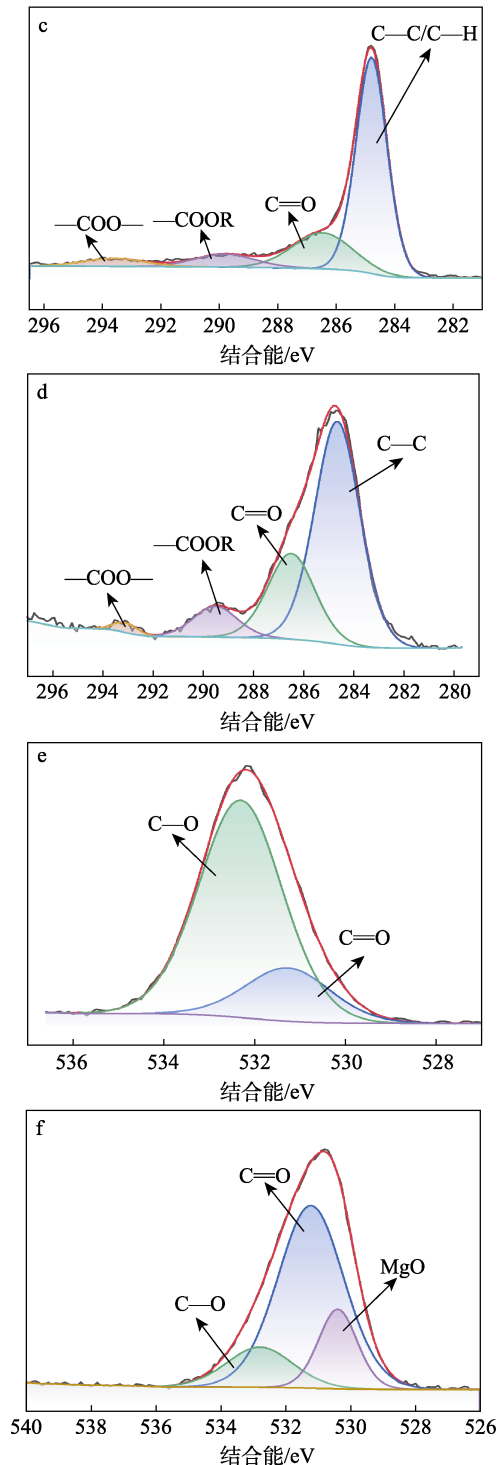 c
C—C/C—H
C=O
—COOR
—COO—
296 294 292 290 288 286 284 282
结合能/eV
d
C—C
C=O
—COOR
—COO—
296 294 292 290 288 286 284 282 280
结合能/eV
e
C—O
C=O
536 534 532 530 528
结合能/eV
f
C=O
MgO
C—O
540 538 536 534 532 530 528 526
结合能/eV